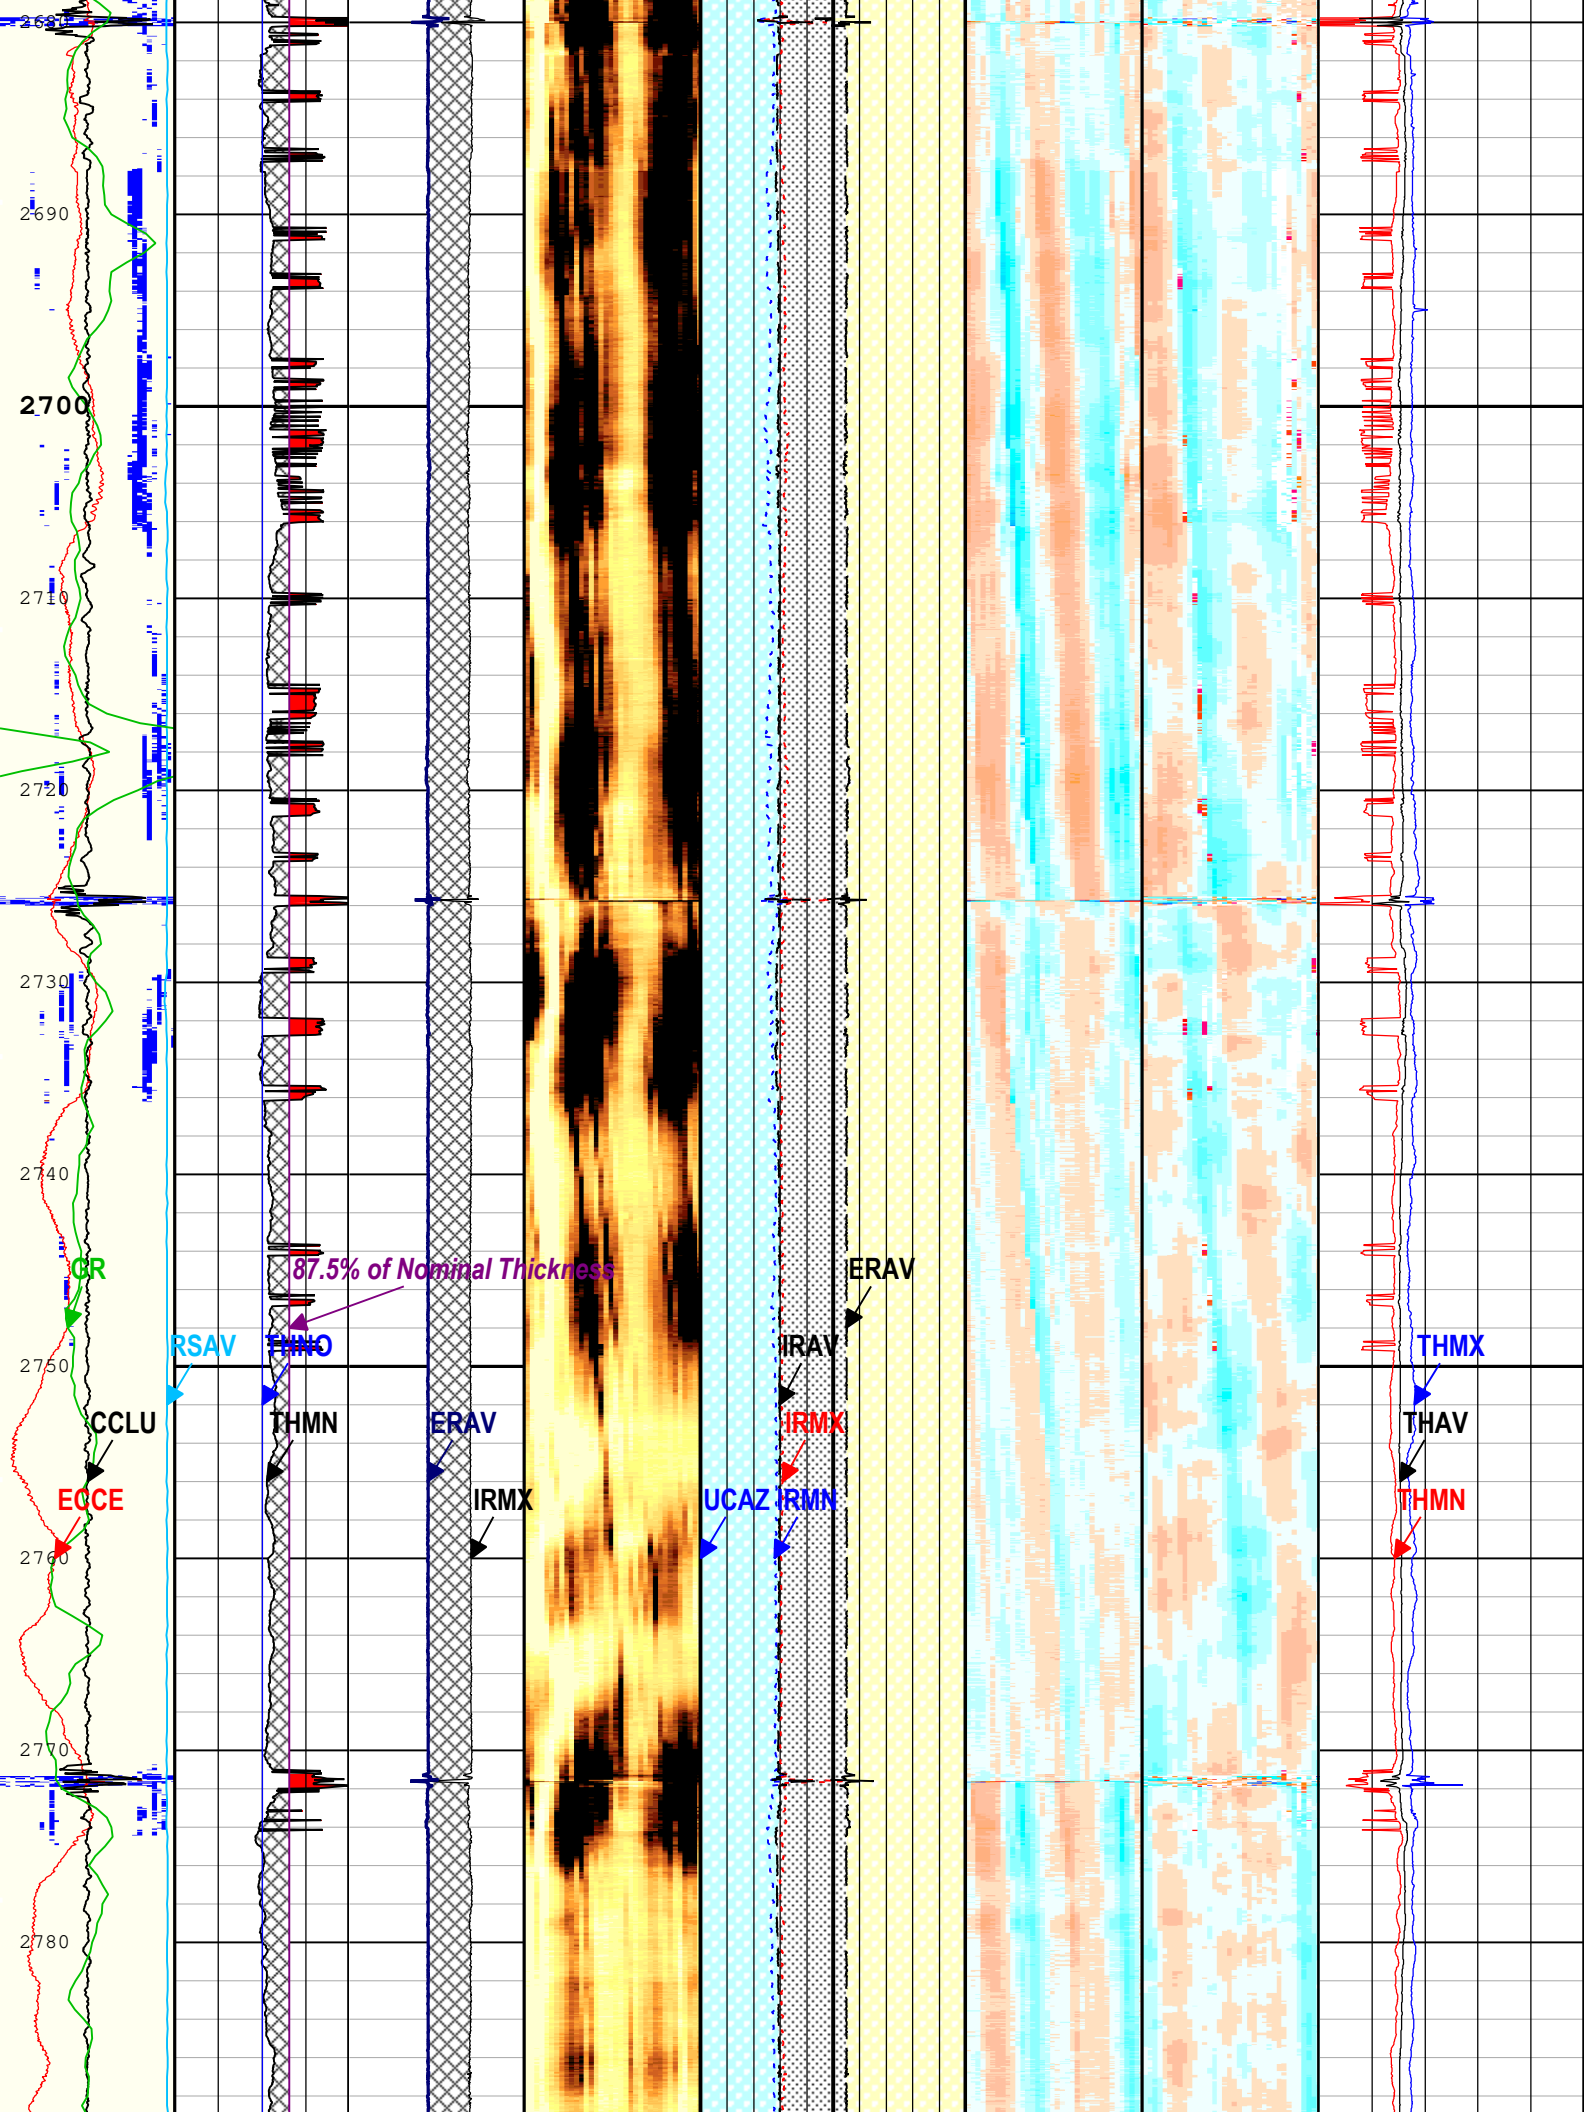 2680
2690
2700
2710
2720
2730
2740
GR
87.5% of Nominal Thickness
ERAV
RSAV
THNO
IRAV
THMX
2750
CCLU
THMN
ERAV
IRMX
THAV
ECCE
IRMX
UCAZ
IRMN
THMN
2760
2770
2780